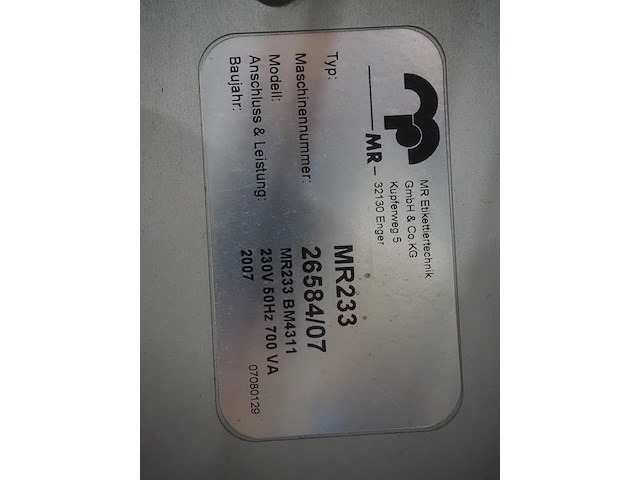 MR
MR Etikettiertechnik
GmbH & Co KG
Kupferweg 5
32130 Enger
Typ: MR233
Maschinennummer: 26584/07
Modell: MR233 BM4311
Anschluss & Leistung: 230V 50Hz 700 VA
Baujahr: 2007
07080129